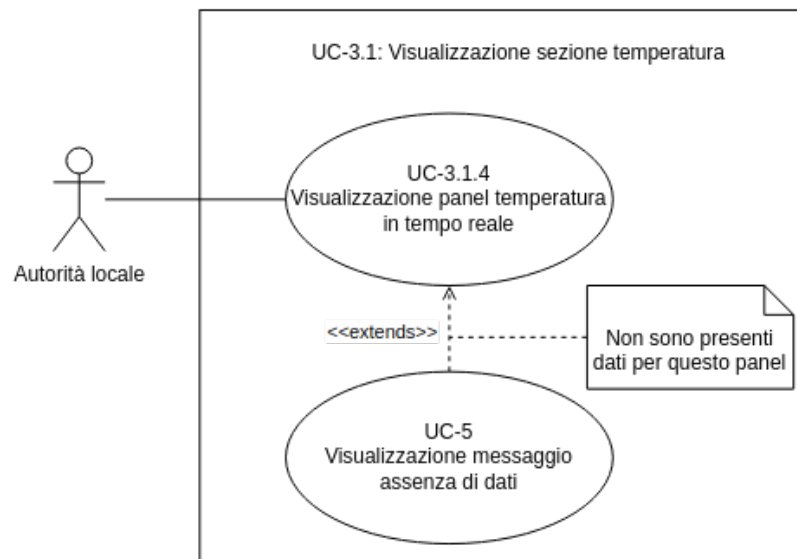 UC-3.1: Visualizzazione sezione temperatura
UC-3.1.4
Visualizzazione panel temperatura
in tempo reale
Autorità locale
<<extends>>
Non sono presenti
dati per questo panel
UC-5
Visualizzazione messaggio
assenza di dati